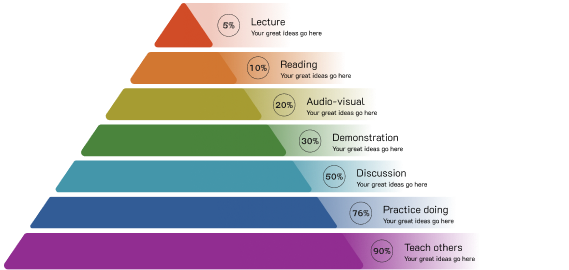 5%
Lecture
Your great ideas go here
10%
Reading
Your great ideas go here
20%
Audio-visual
Your great ideas go here
30%
Demonstration
Your great ideas go here
50%
Discussion
Your great ideas go here
76%
Practice doing
Your great ideas go here
90%
Teach others
Your great ideas go here